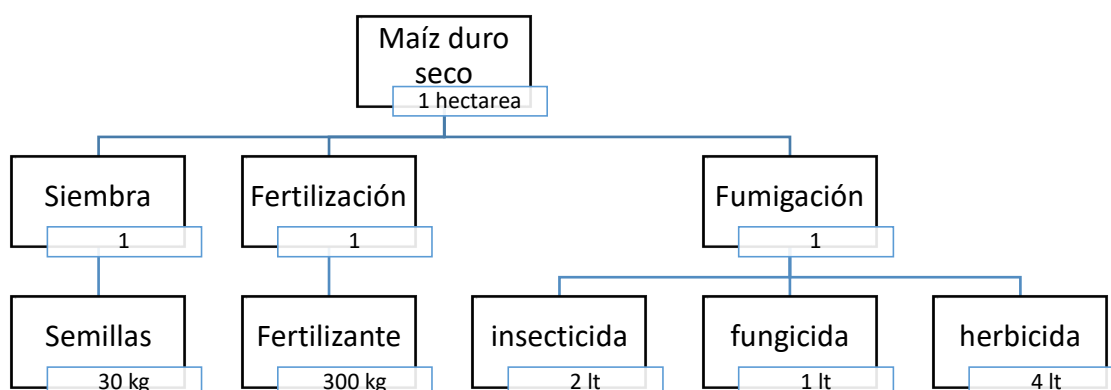 Maíz duro
seco
1 hectarea
Siembra
1
Fertilización
1
Fumigación
1
Semillas
30 kg
Fertilizante
300 kg
insecticida
2 lt
fungicida
1 lt
herbicida
4 lt